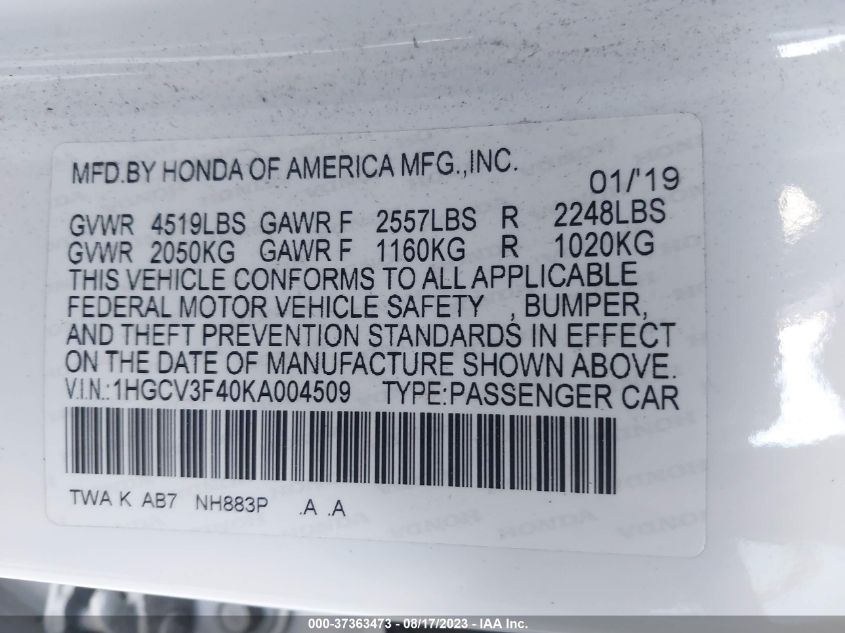 MFD.BY HONDA OF AMERICA MFG.,INC.
01/'19
GVWR 4519LBS GAWR F 2557LBS R 2248LBS
GVWR 2050KG GAWR F 1160KG R 1020KG
THIS VEHICLE CONFORMS TO ALL APPLICABLE
FEDERAL MOTOR VEHICLE SAFETY , BUMPER,
AND THEFT PREVENTION STANDARDS IN EFFECT
ON THE DATE OF MANUFACTURE SHOWN ABOVE.
V.I.N.:1HGCV3F40KA004509 TYPE:PASSENGER CAR
TWA K AB7 NH883P .A .A
000-37363473 - 08/17/2023 - IAA Inc.